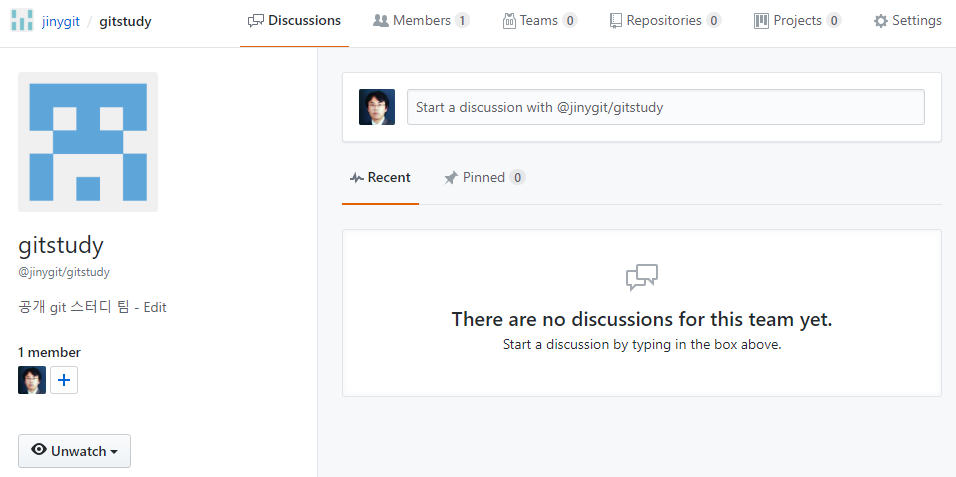 jinygit / gitstudy
Discussions Members 1 Teams 0 Repositories 0 Projects 0 Settings
Start a discussion with @jinygit/gitstudy
Recent Pinned 0
gitstudy
@jinygit/gitstudy
공개 git 스터디 팀 - Edit
1 member
+
Unwatch
There are no discussions for this team yet.
Start a discussion by typing in the box above.